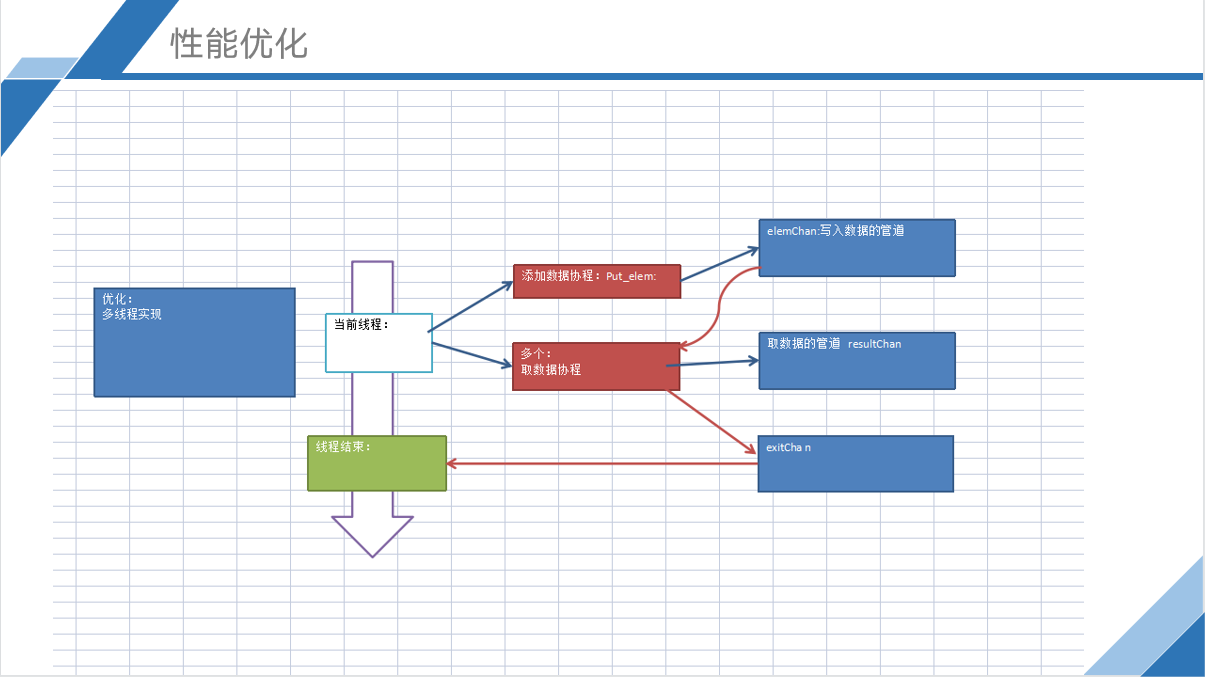 性能优化
优化：
多线程实现
当前线程：
线程结束：
添加数据协程：Put_elem:
多个：
取数据协程
elemChan:写入数据的管道
取数据的管道 resultChan
exitCha n